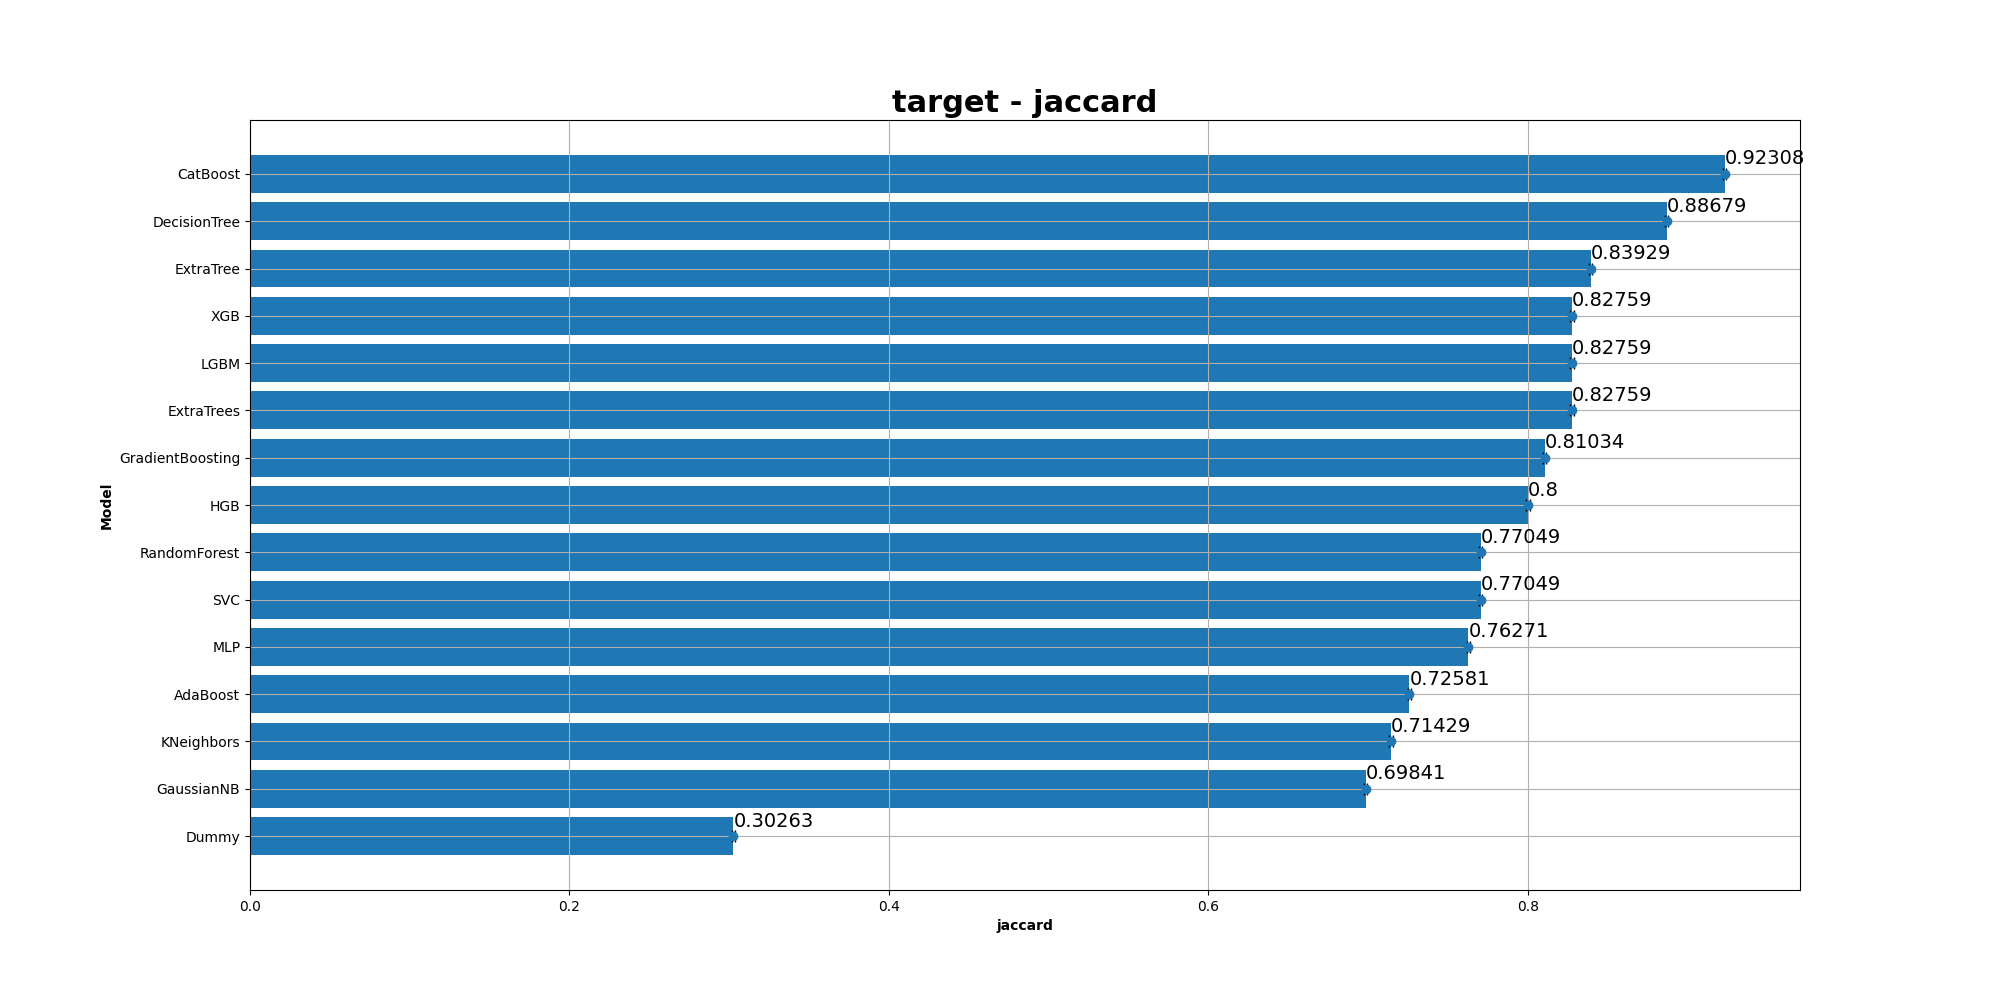 target - jaccard
CatBoost 0.92308
DecisionTree 0.88679
ExtraTree 0.83929
XGB 0.82759
LGBM 0.82759
ExtraTrees 0.82759
GradientBoosting 0.81034
HGB 0.8
RandomForest 0.77049
SVC 0.77049
MLP 0.76271
AdaBoost 0.72581
KNeighbors 0.71429
GaussianNB 0.69841
Dummy 0.30263
Model
0.0 0.2 0.4 0.6 0.8
jaccard